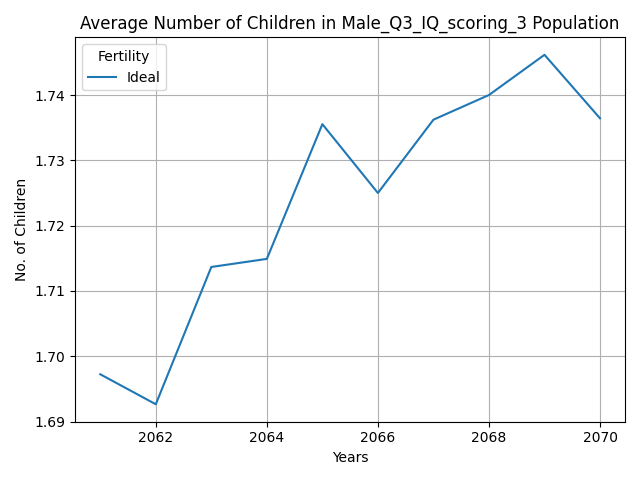 Average Number of Children in Male_Q3_IQ_scoring_3 Population
Fertility
Ideal
No. of Children
1.74
1.73
1.72
1.71
1.70
1.69
2062 2064 2066 2068 2070
Years